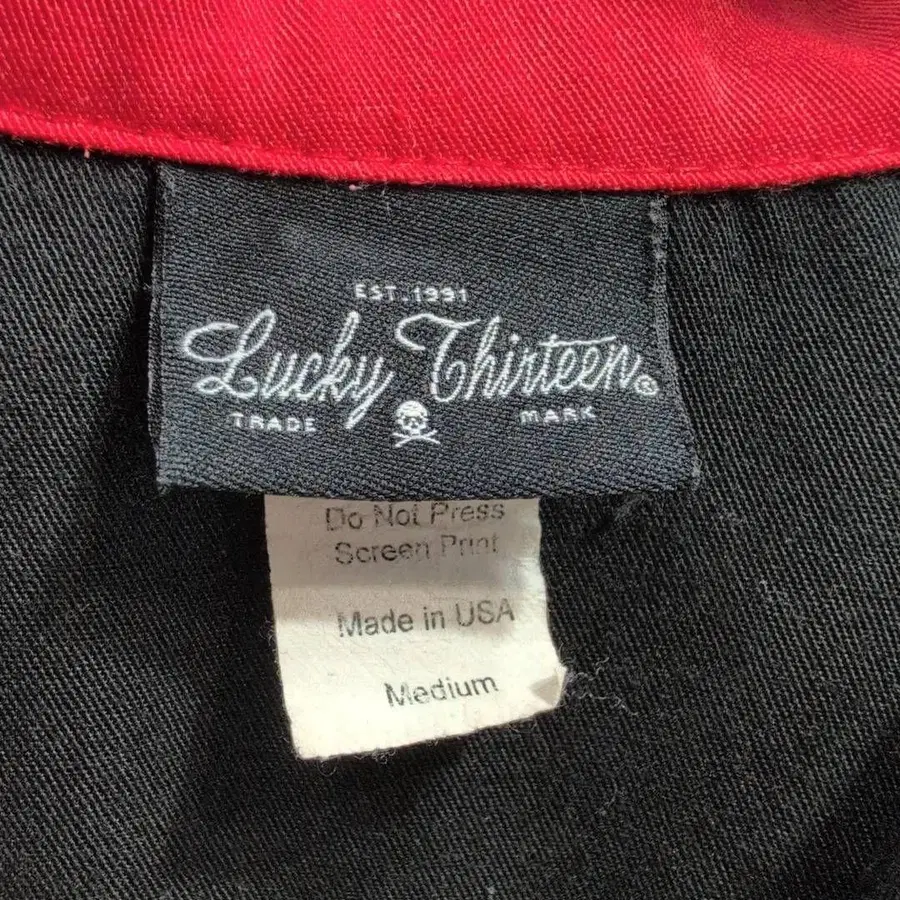 EST. 1991
Lucky Thirteen®
TRADE MARK
Do Not Press
Screen Print
Made in USA
Medium